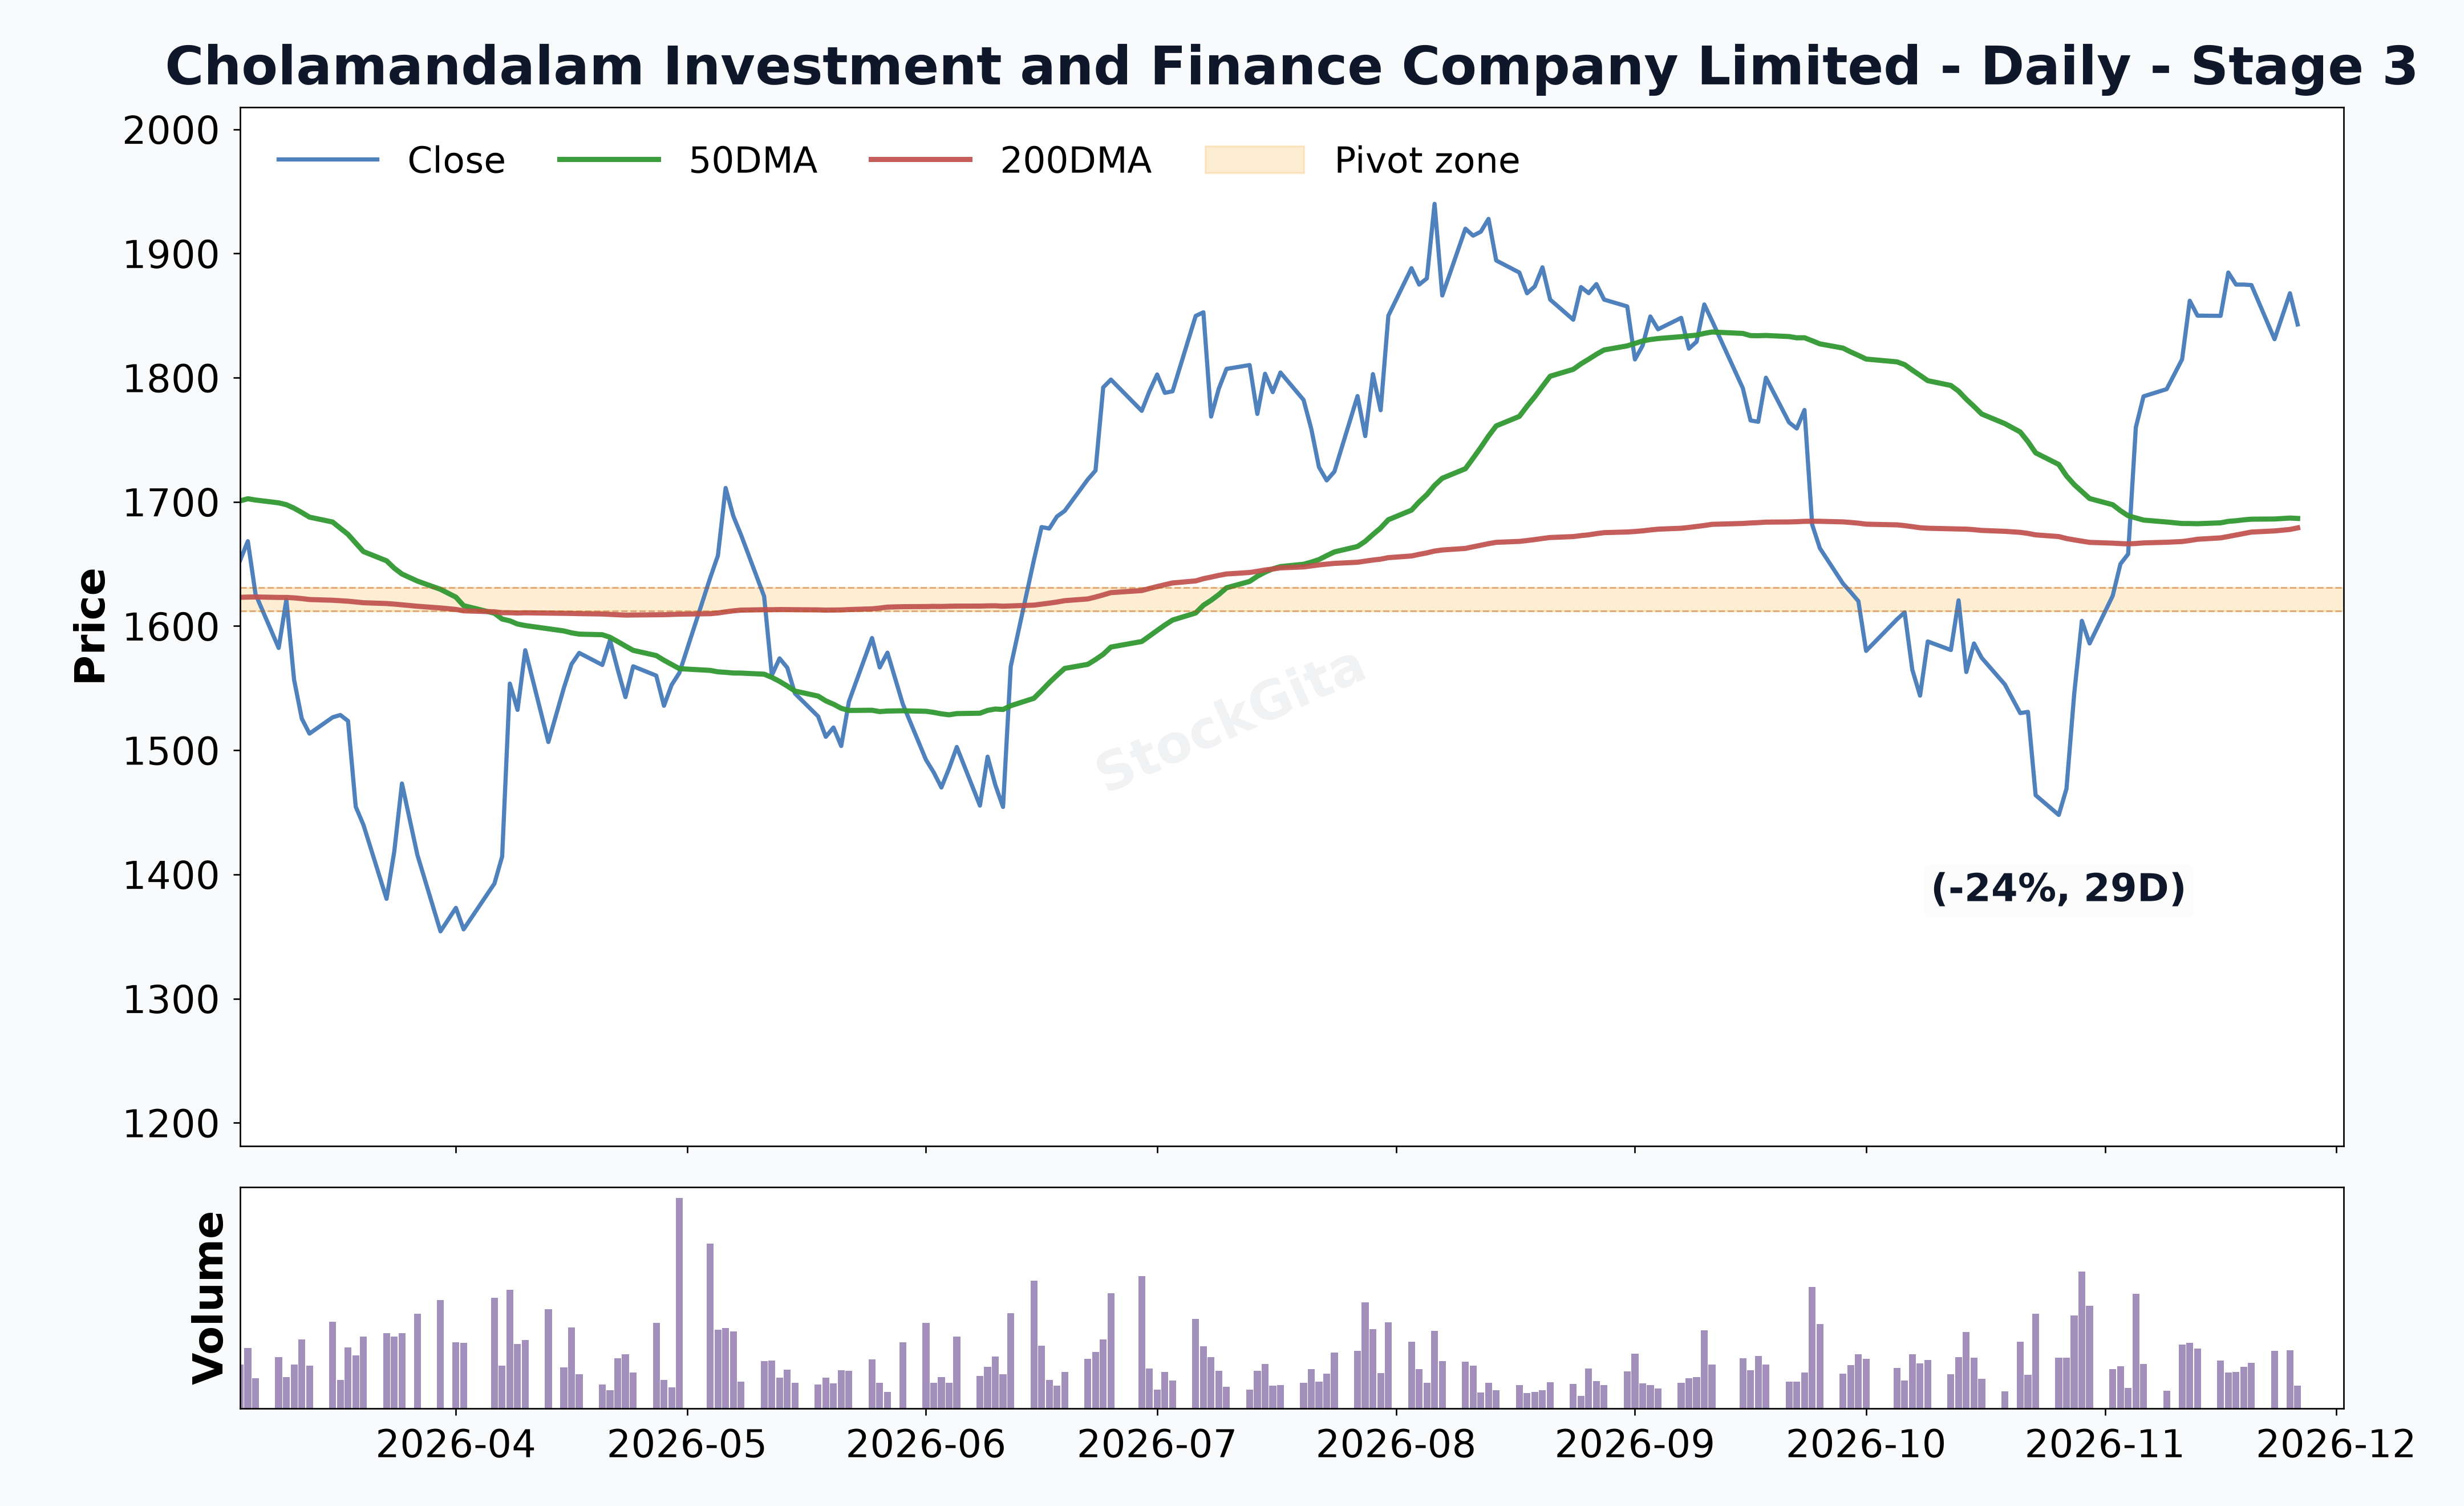 Cholamandalam Investment and Finance Company Limited - Daily - Stage 3
Close 50DMA 200DMA Pivot zone
2000
1900
1800
1700
1600
1500
1400
1300
1200
Price
StockGita
(-24%, 29D)
Volume
2026-04 2026-05 2026-06 2026-07 2026-08 2026-09 2026-10 2026-11 2026-12